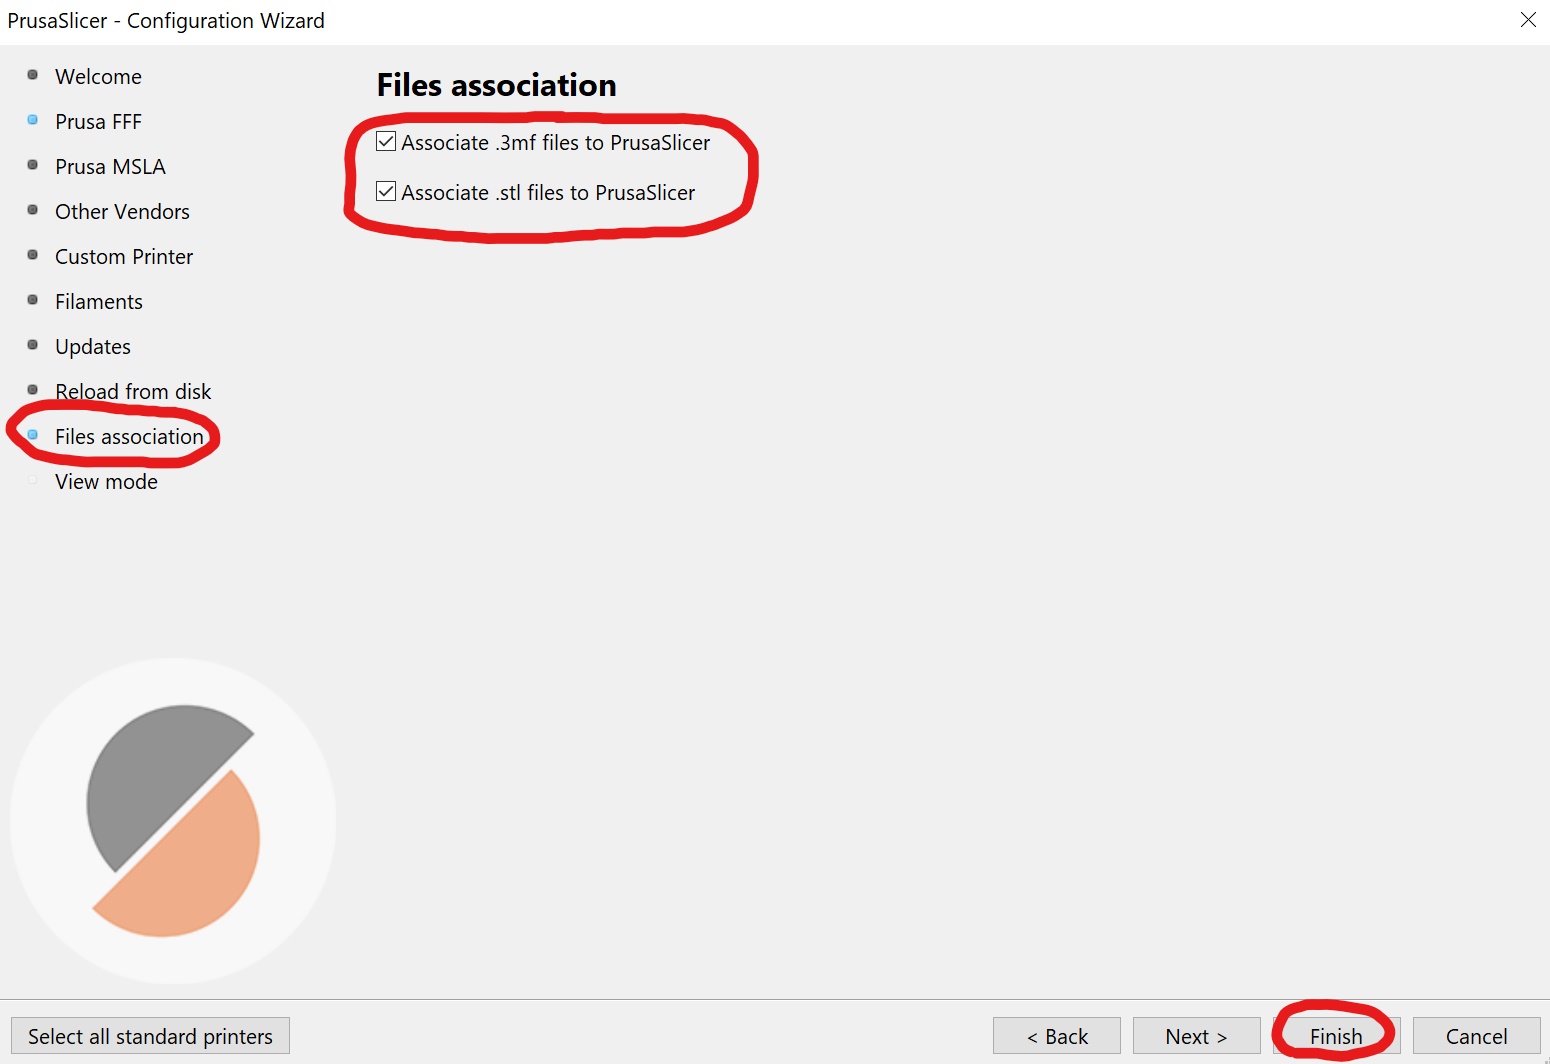 PrusaSlicer - Configuration Wizard
Welcome
Prusa FFF
Prusa MSLA
Other Vendors
Custom Printer
Filaments
Updates
Reload from disk
Files association
View mode
Files association
Associate .3mf files to PrusaSlicer
Associate .stl files to PrusaSlicer
Select all standard printers
< Back
Next >
Finish
Cancel